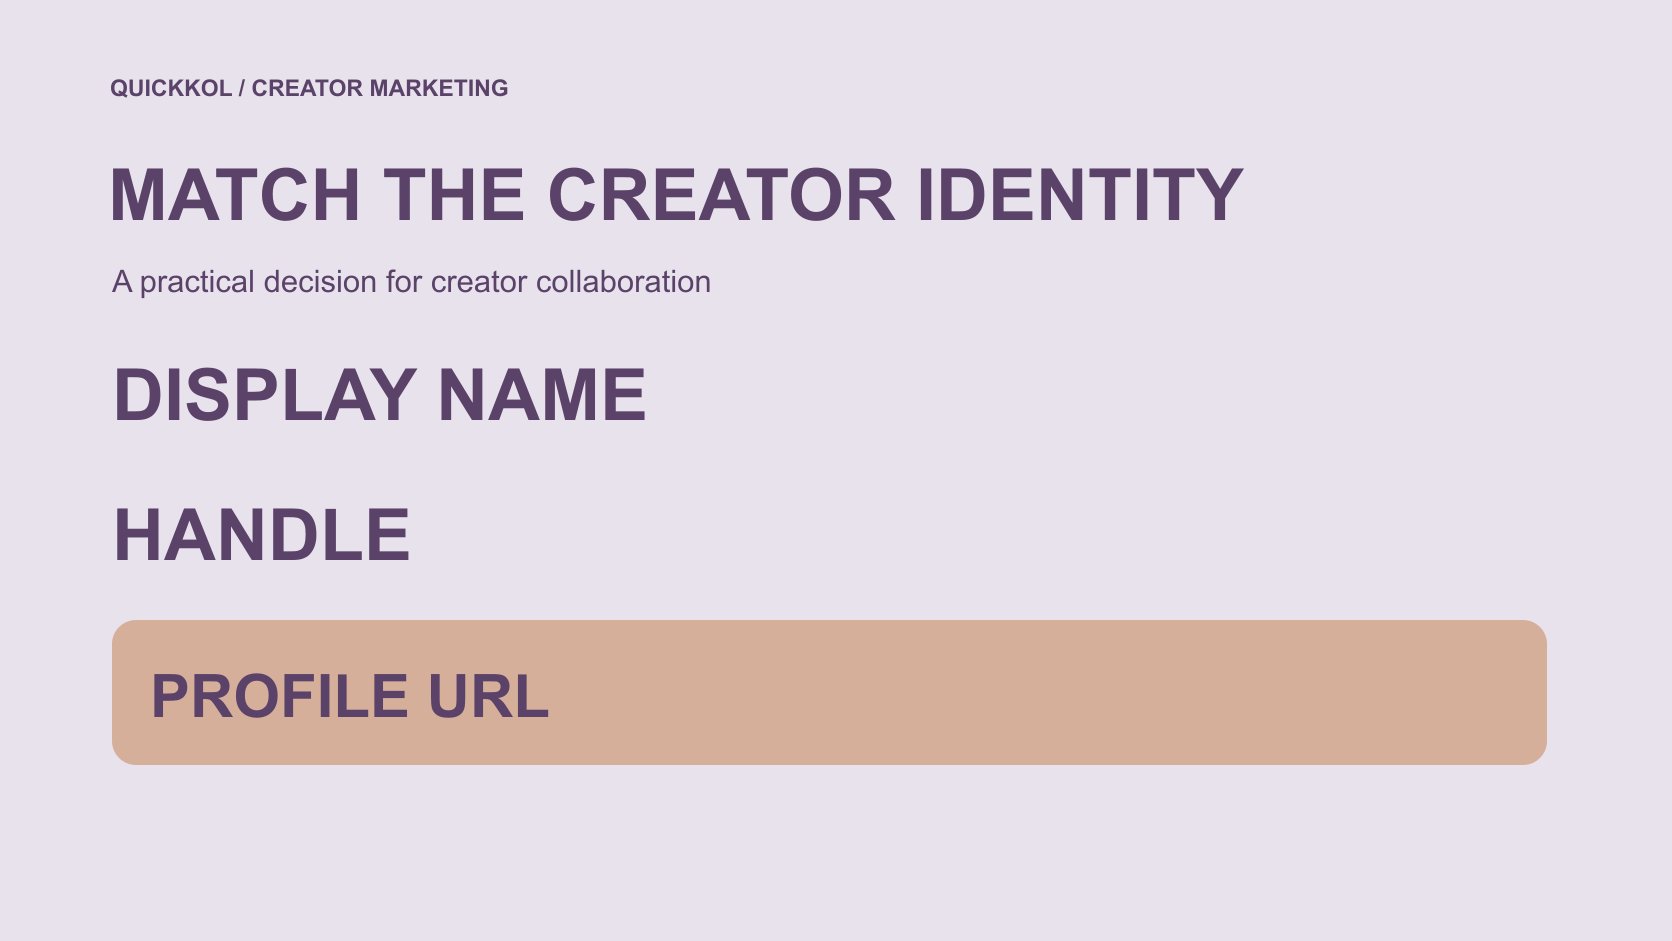 QUICKKOL / CREATOR MARKETING
MATCH THE CREATOR IDENTITY
A practical decision for creator collaboration
DISPLAY NAME
HANDLE
PROFILE URL